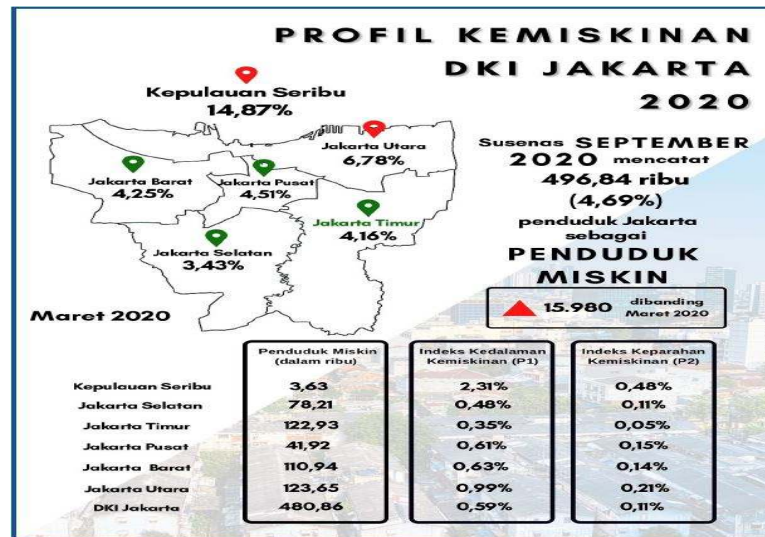 PROFIL KEMISKINAN
DKI JAKARTA
2020
Kepulauan Seribu
14,87%
Jakarta Utara
6,78%
Jakarta Barat
4,25%
Jakarta Pusat
4,51%
Jakarta Timur
4,16%
Jakarta Selatan
3,43%
Maret 2020
Susenas SEPTEMBER
2020 mencatat
496,84 ribu
(4,69%)
penduduk Jakarta
sebagai
PENDUDUK
MISKIN
15.980 dibanding
Maret 2020
Penduduk Miskin
(dalam ribu)
Indeks Kedalaman
Kemiskinan (P1)
Indeks Keparahan
Kemiskinan (P2)
Kepulauan Seribu 3,63 2,31% 0,48%
Jakarta Selatan 78,21 0,48% 0,11%
Jakarta Timur 122,93 0,35% 0,05%
Jakarta Pusat 41,92 0,61% 0,15%
Jakarta Barat 110,94 0,63% 0,14%
Jakarta Utara 123,65 0,99% 0,21%
DKI Jakarta 480,86 0,59% 0,11%